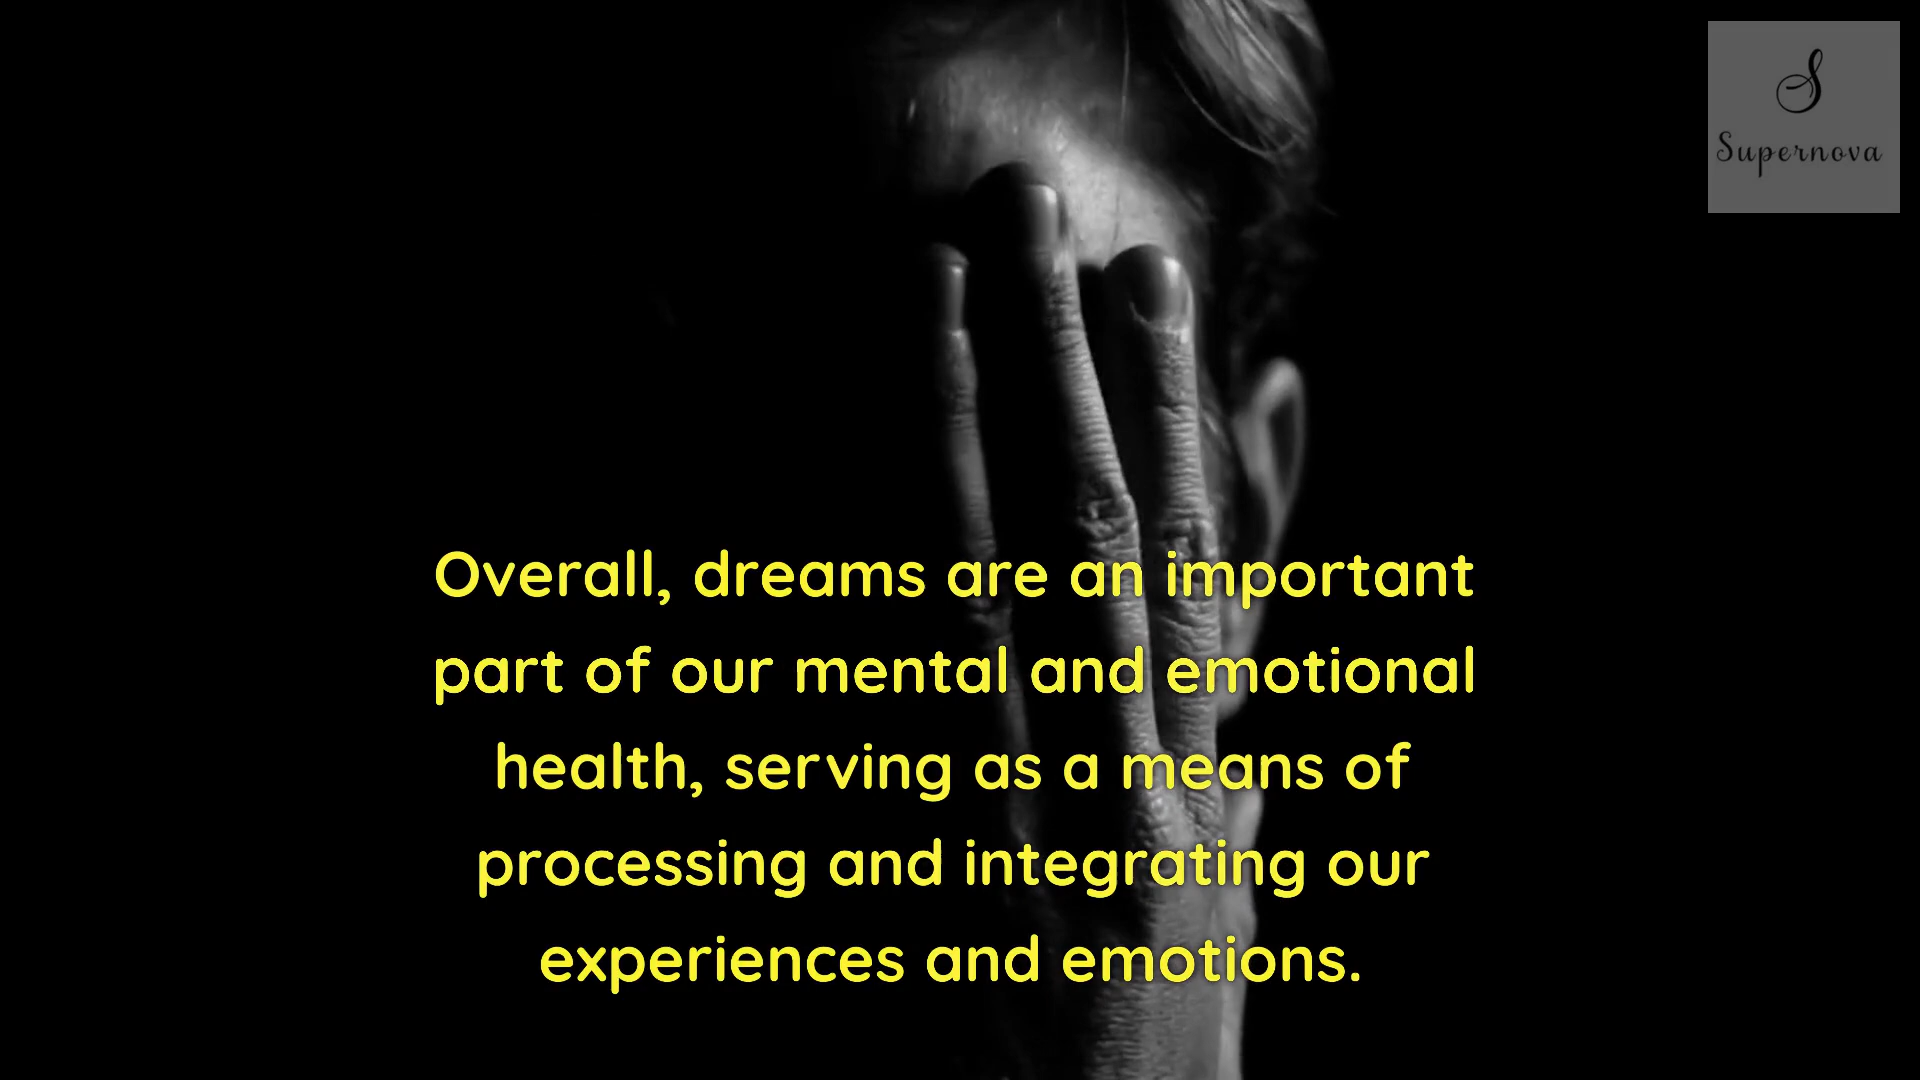 S
Supernova
Overall, dreams are an important
part of our mental and emotional
health, serving as a means of
processing and integrating our
experiences and emotions.